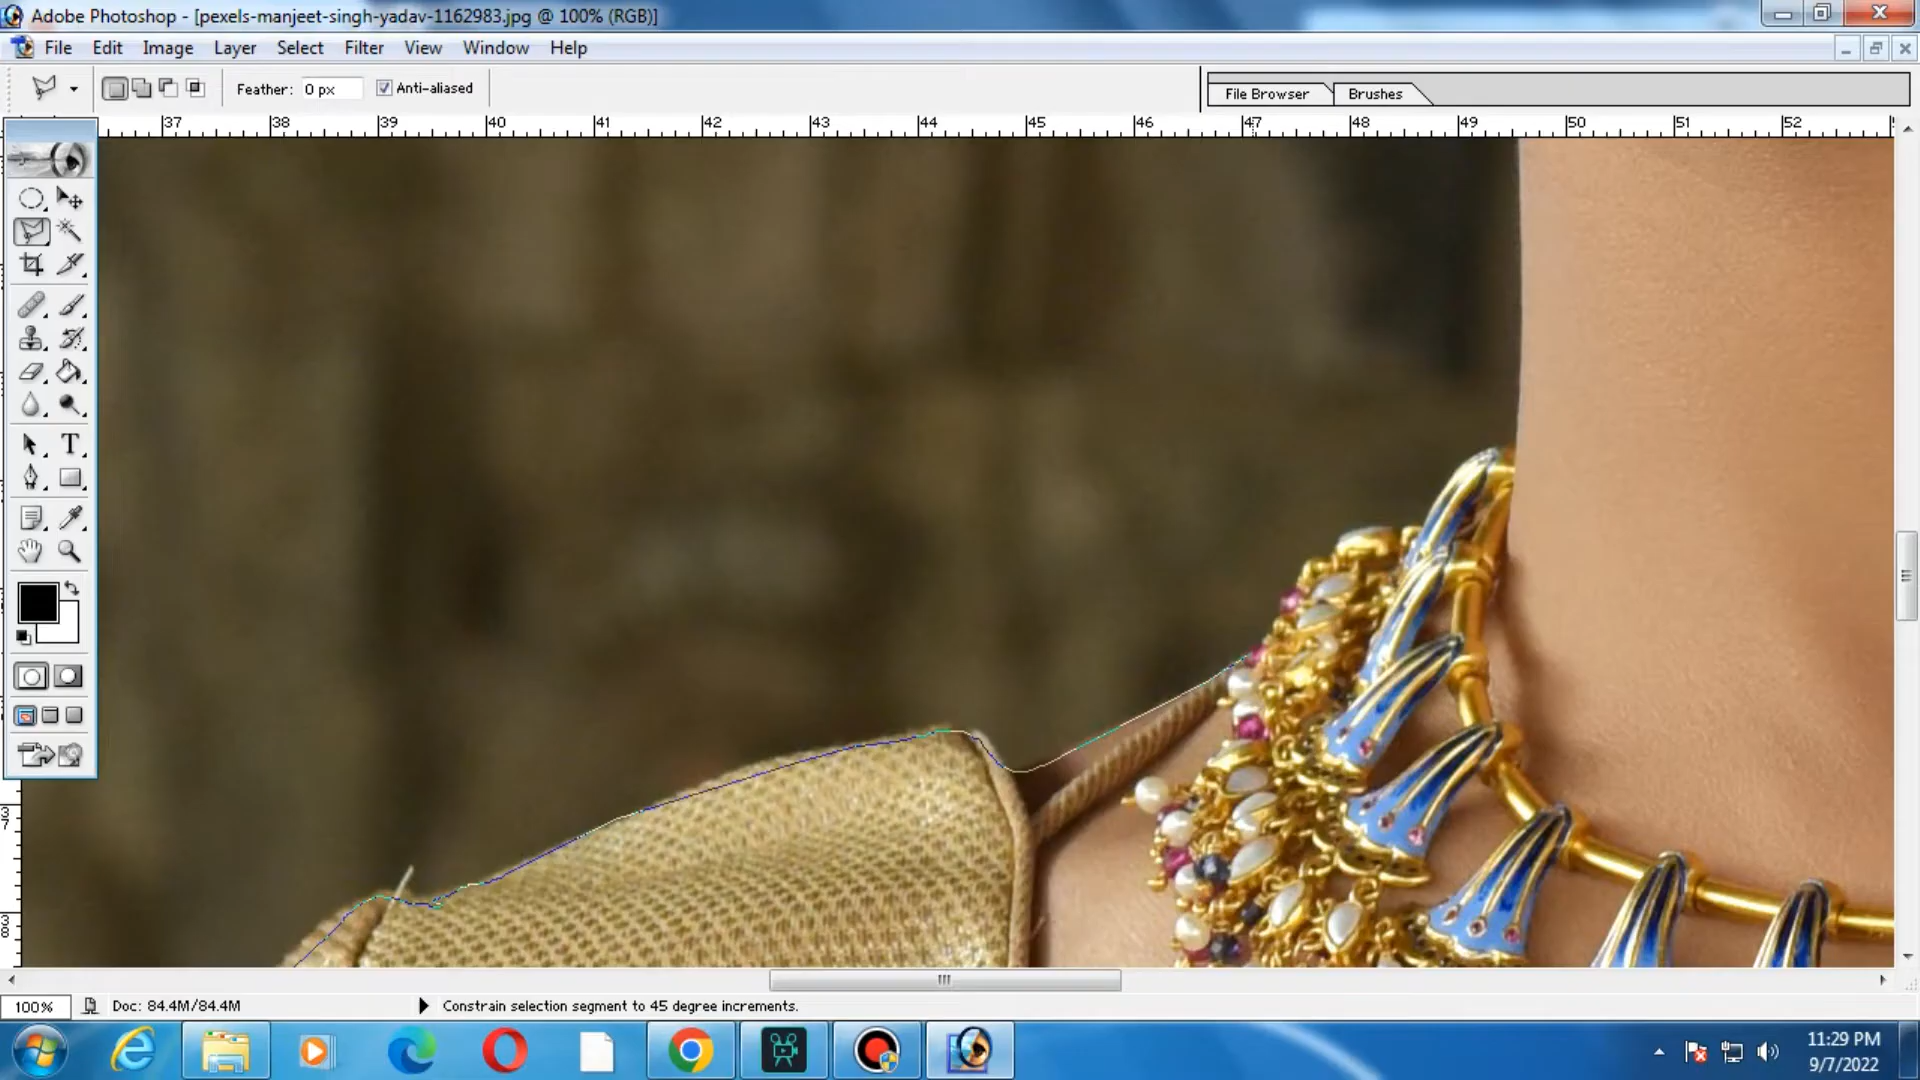 Adobe Photoshop - [pexels-manjeet-singh-yadav-1162983.jpg @ 100% (RGB)]
File Edit Image Layer Select Filter View Window Help
Feather: 0 px Anti-aliased
File Browser Brushes
37 38 39 40 41 42 43 44 45 46 47 48 49 50 51 52
T
37
38
100% Doc: 84.4M/84.4M Constrain selection segment to 45 degree increments.
11:29 PM
9/7/2022